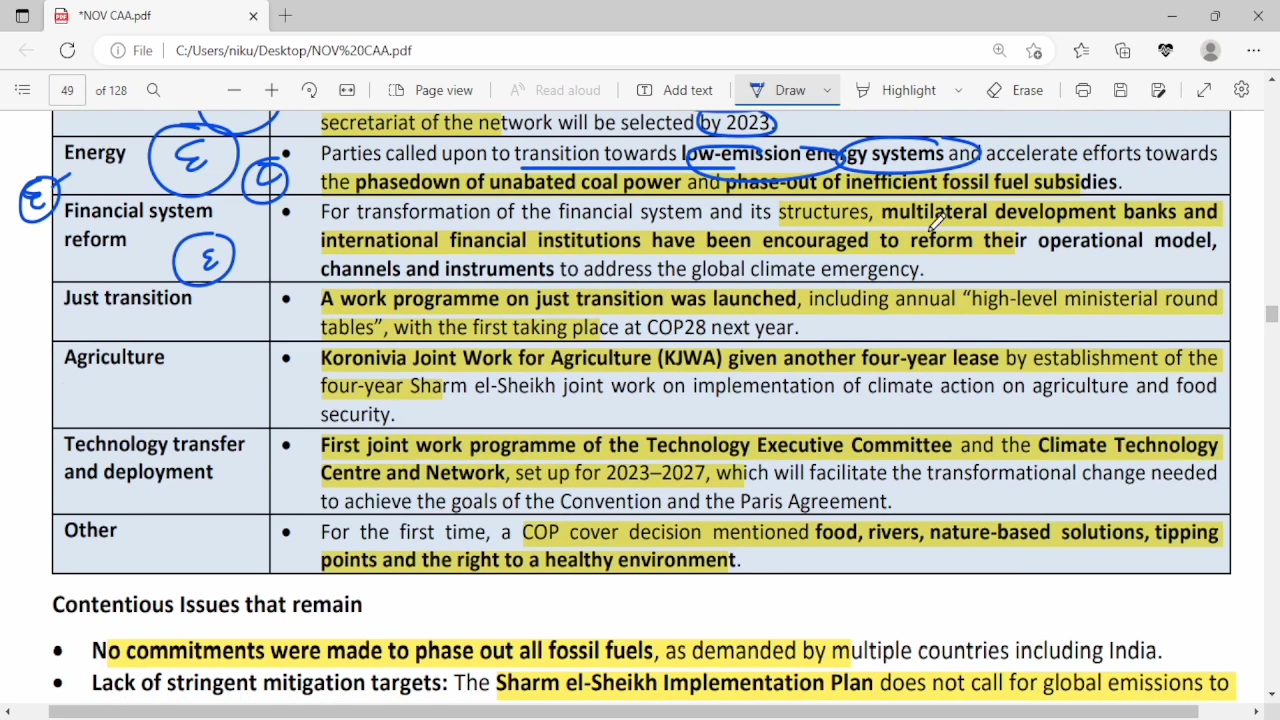 *NOV CAA.pdf
File
C:/Users/niku/Desktop/NOV%20CAA.pdf
49 of 128
Page view
Read aloud
Add text
Draw
Highlight
Erase
secretariat of the network will be selected by 2023.
Energy
• Parties called upon to transition towards low-emission energy systems and accelerate efforts towards
the phasedown of unabated coal power and phase-out of inefficient fossil fuel subsidies.
Financial system
reform
• For transformation of the financial system and its structures, multilateral development banks and
international financial institutions have been encouraged to reform their operational model,
channels and instruments to address the global climate emergency.
Just transition
• A work programme on just transition was launched, including annual “high-level ministerial round
tables”, with the first taking place at COP28 next year.
Agriculture
• Koronivia Joint Work for Agriculture (KJWA) given another four-year lease by establishment of the
four-year Sharm el-Sheikh joint work on implementation of climate action on agriculture and food
security.
Technology transfer
and deployment
• First joint work programme of the Technology Executive Committee and the Climate Technology
Centre and Network, set up for 2023–2027, which will facilitate the transformational change needed
to achieve the goals of the Convention and the Paris Agreement.
Other
• For the first time, a COP cover decision mentioned food, rivers, nature-based solutions, tipping
points and the right to a healthy environment.
Contentious Issues that remain
• No commitments were made to phase out all fossil fuels, as demanded by multiple countries including India.
• Lack of stringent mitigation targets: The Sharm el-Sheikh Implementation Plan does not call for global emissions to